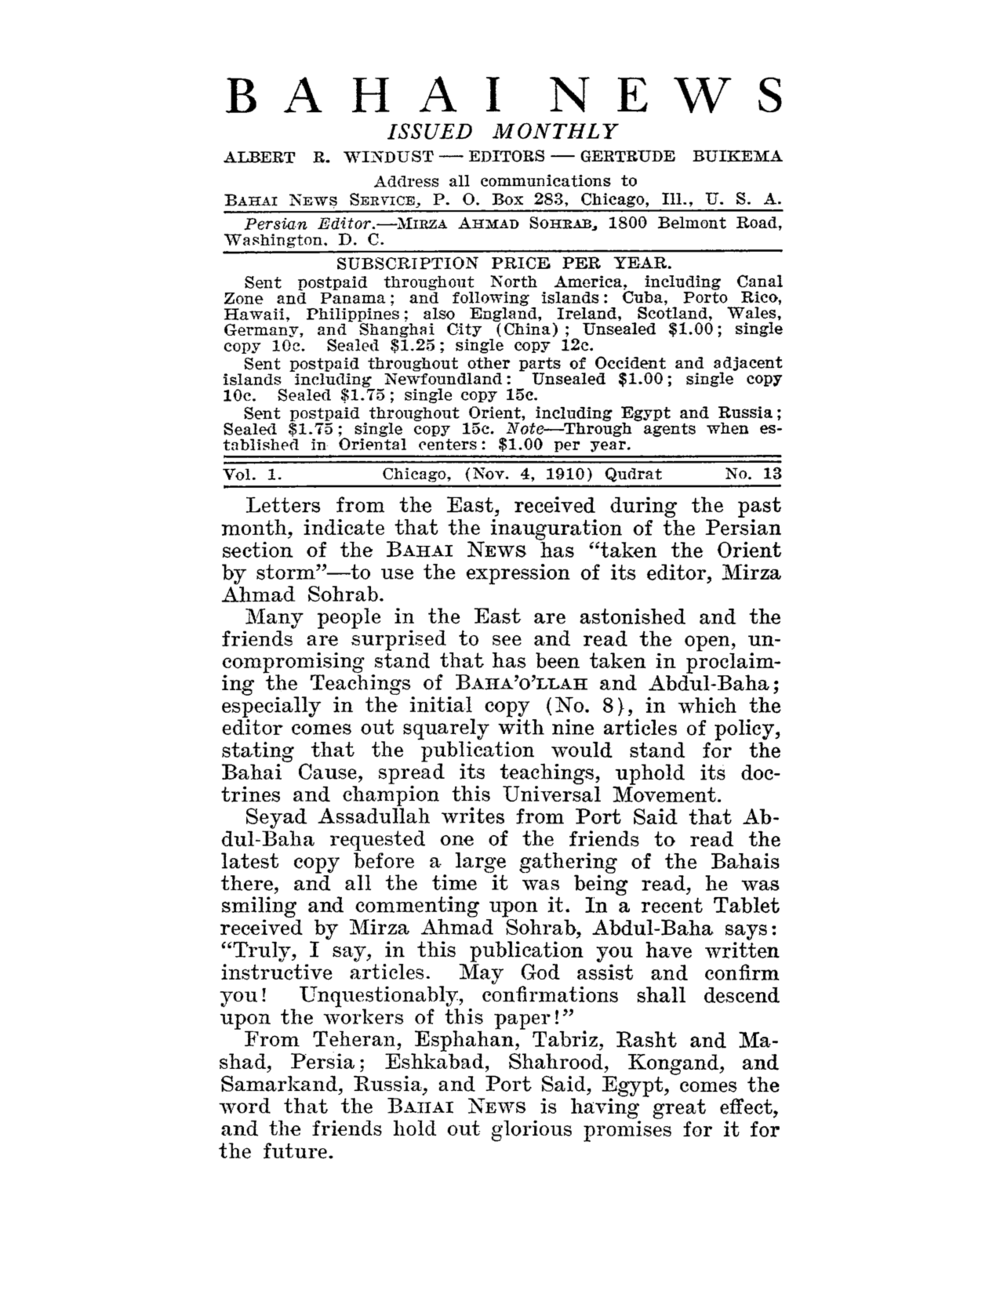 BAHAI NEWS
ISSUED MONTHLY
ALBERT R. WINDUST — EDITORS — GERTRUDE BUIKEMA
Address all communications to
BAHAI NEWS SERVICE, P. O. Box 283, Chicago, Ill., U. S. A.
Persian Editor.—MIRZA AHMAD SOHRAB, 1800 Belmont Road,
Washington. D. C.
SUBSCRIPTION PRICE PER YEAR.
Sent postpaid throughout North America, including Canal
Zone and Panama; and following islands: Cuba, Porto Rico,
Hawaii, Philippines; also England, Ireland, Scotland, Wales,
Germany, and Shanghai City (China); Unsealed $1.00; single
copy 10c. Sealed $1.25; single copy 12c.
Sent postpaid throughout other parts of Occident and adjacent
islands including Newfoundland: Unsealed $1.00; single copy
10c. Sealed $1.75; single copy 15c.
Sent postpaid throughout Orient, including Egypt and Russia;
Sealed $1.75; single copy 15c. Note—Through agents when es-
tablished in Oriental centers: $1.00 per year.
Vol. 1. Chicago, (Nov. 4, 1910) Qudrat No. 13
Letters from the East, received during the past
month, indicate that the inauguration of the Persian
section of the BAHAI NEWS has “taken the Orient
by storm”—to use the expression of its editor, Mirza
Ahmad Sohrab.
Many people in the East are astonished and the
friends are surprised to see and read the open, un-
compromising stand that has been taken in proclaim-
ing the Teachings of BAHA’O’LLAH and Abdul-Baha;
especially in the initial copy (No. 8), in which the
editor comes out squarely with nine articles of policy,
stating that the publication would stand for the
Bahai Cause, spread its teachings, uphold its doc-
trines and champion this Universal Movement.
Seyad Assadullah writes from Port Said that Ab-
dul-Baha requested one of the friends to read the
latest copy before a large gathering of the Bahais
there, and all the time it was being read, he was
smiling and commenting upon it. In a recent Tablet
received by Mirza Ahmad Sohrab, Abdul-Baha says:
“Truly, I say, in this publication you have written
instructive articles. May God assist and confirm
you! Unquestionably, confirmations shall descend
upon the workers of this paper!”
From Teheran, Esphahan, Tabriz, Rasht and Ma-
shad, Persia; Eshkabad, Shahrood, Kongand, and
Samarkand, Russia, and Port Said, Egypt, comes the
word that the BAHAI NEWS is having great effect,
and the friends hold out glorious promises for it for
the future.